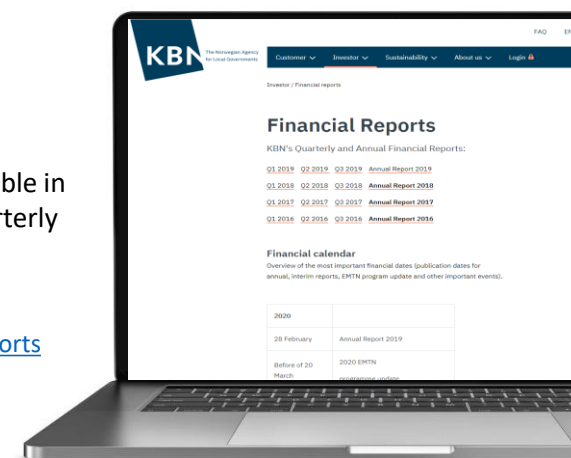 FAQ EN
KBN The Norwegian Agency
for Local Governments
Customer Investor Sustainability About us Login
Investor / Financial reports
Financial Reports
KBN's Quarterly and Annual Financial Reports:
Q1 2019 Q2 2019 Q3 2019 Annual Report 2019
Q1 2018 Q2 2018 Q3 2018 Annual Report 2018
Q1 2017 Q2 2017 Q3 2017 Annual Report 2017
Q1 2016 Q2 2016 Q3 2016 Annual Report 2016
ble in
rterly
orts
Financial calendar
Overview of the most important financial dates (publication dates for
annual, interim reports, EMTN program update and other important events).
2020
28 February Annual Report 2019
Before of 20 2020 EMTN
March programme update